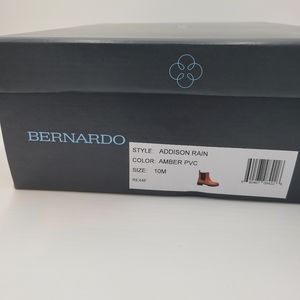 BERNARDO
STYLE: ADDISON RAIN
COLOR: AMBER PVC
SIZE: 10M